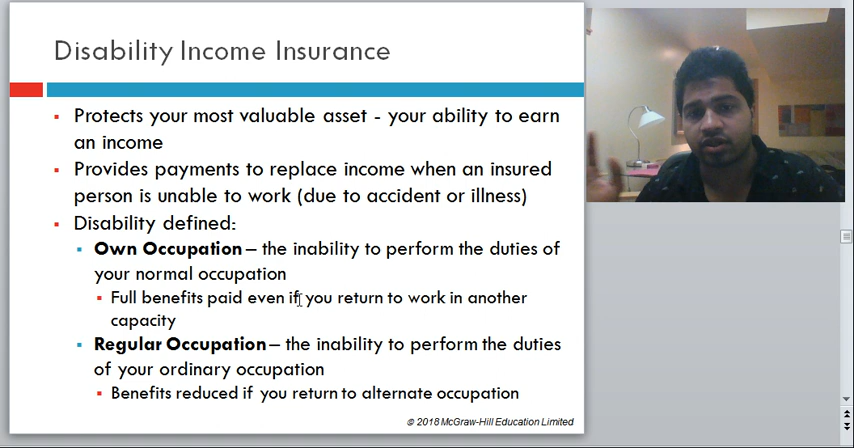 Disability Income Insurance
▪ Protects your most valuable asset - your ability to earn
an income
▪ Provides payments to replace income when an insured
person is unable to work (due to accident or illness)
▪ Disability defined:
▪ Own Occupation – the inability to perform the duties of
your normal occupation
▪ Full benefits paid even if you return to work in another
capacity
▪ Regular Occupation – the inability to perform the duties
of your ordinary occupation
▪ Benefits reduced if you return to alternate occupation
© 2018 McGraw-Hill Education Limited